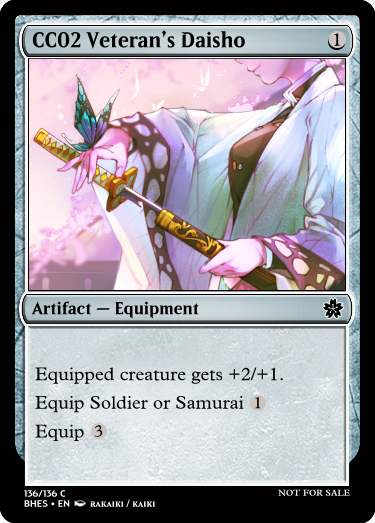 CC02 Veteran's Daisho 1
Artifact — Equipment
Equipped creature gets +2/+1.
Equip Soldier or Samurai 1
Equip 3
136/136 C
NOT FOR SALE
BHES • EN RAKAIKI / KAIKI